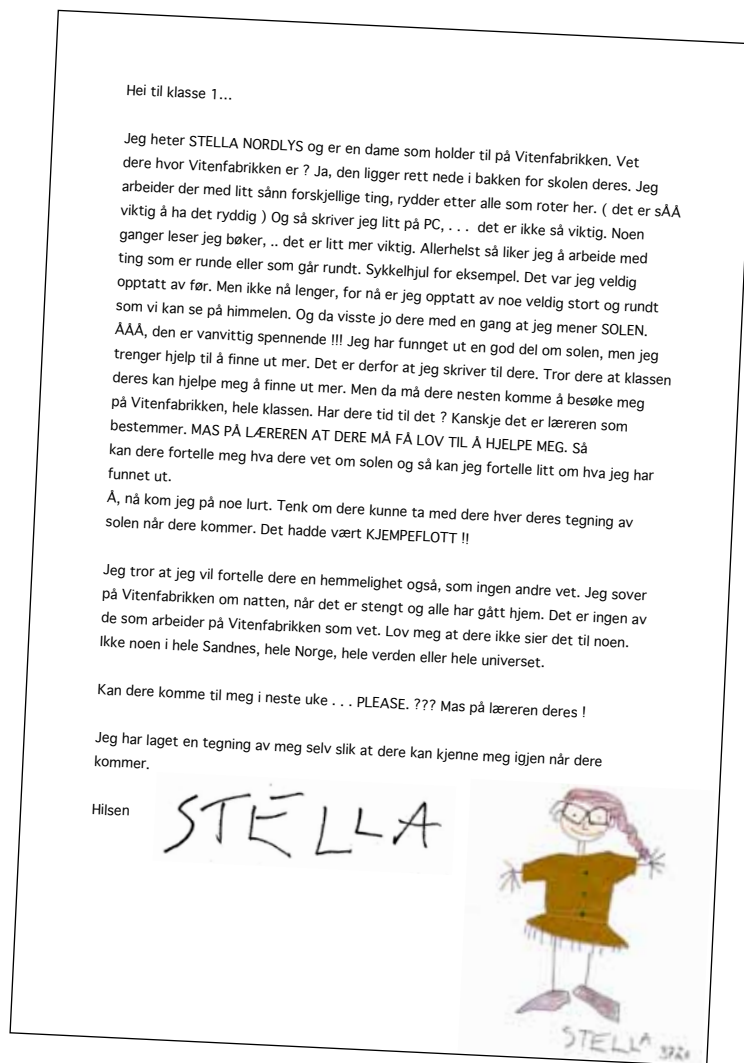 Hei til klasse 1...
Jeg heter STELLA NORDLYS og er en dame som holder til på Vitenfabrikken. Vet
dere hvor Vitenfabrikken er ? Ja, den ligger rett nede i bakken for skolen deres. Jeg
arbeider der med litt sånn forskjellige ting, rydder etter alle som roter her. ( det er sÅÅ
viktig å ha det ryddig ) Og så skriver jeg litt på PC, . . . det er ikke så viktig. Noen
ganger leser jeg bøker, .. det er litt mer viktig. Allerhelst så liker jeg å arbeide med
ting som er runde eller som går rundt. Sykkelhjul for eksempel. Det var jeg veldig
opptatt av før. Men ikke nå lenger, for nå er jeg opptatt av noe veldig stort og rundt
som vi kan se på himmelen. Og da visste jo dere med en gang at jeg mener SOLEN.
ÅÅÅ, den er vanvittig spennende !!! Jeg har funnget ut en god del om solen, men jeg
trenger hjelp til å finne ut mer. Det er derfor at jeg skriver til dere. Tror dere at klassen
deres kan hjelpe meg å finne ut mer. Men da må dere nesten komme å besøke meg
på Vitenfabrikken, hele klassen. Har dere tid til det ? Kanskje det er læreren som
bestemmer. MAS PÅ LÆREREN AT DERE MÅ FÅ LOV TIL Å HJELPE MEG. Så
kan dere fortelle meg hva dere vet om solen og så kan jeg fortelle litt om hva jeg har
funnet ut.
Å, nå kom jeg på noe lurt. Tenk om dere kunne ta med dere hver deres tegning av
solen når dere kommer. Det hadde vært KJEMPEFLOTT !!
Jeg tror at jeg vil fortelle dere en hemmelighet også, som ingen andre vet. Jeg sover
på Vitenfabrikken om natten, når det er stengt og alle har gått hjem. Det er ingen av
de som arbeider på Vitenfabrikken som vet. Lov meg at dere ikke sier det til noen.
Ikke noen i hele Sandnes, hele Norge, hele verden eller hele universet.
Kan dere komme til meg i neste uke . . . PLEASE. ??? Mas på læreren deres !
Jeg har laget en tegning av meg selv slik at dere kan kjenne meg igjen når dere
kommer.
Hilsen STELLA
STELLA